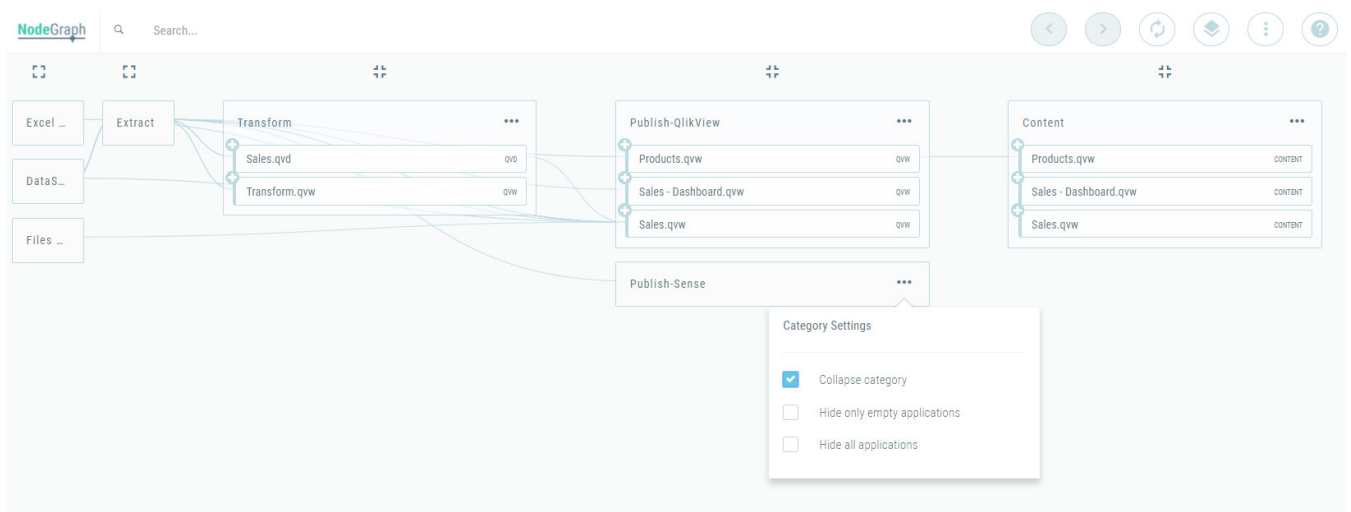 NodeGraph
Search...
Excel ...
DataS...
Files ...
Extract
Transform
Sales.qvd QVD
Transform.qvw QVW
Publish-QlikView
Products.qvw QVW
Sales - Dashboard.qvw QVW
Sales.qvw QVW
Publish-Sense
Category Settings
Collapse category
Hide only empty applications
Hide all applications
Content
Products.qvw CONTENT
Sales - Dashboard.qvw CONTENT
Sales.qvw CONTENT